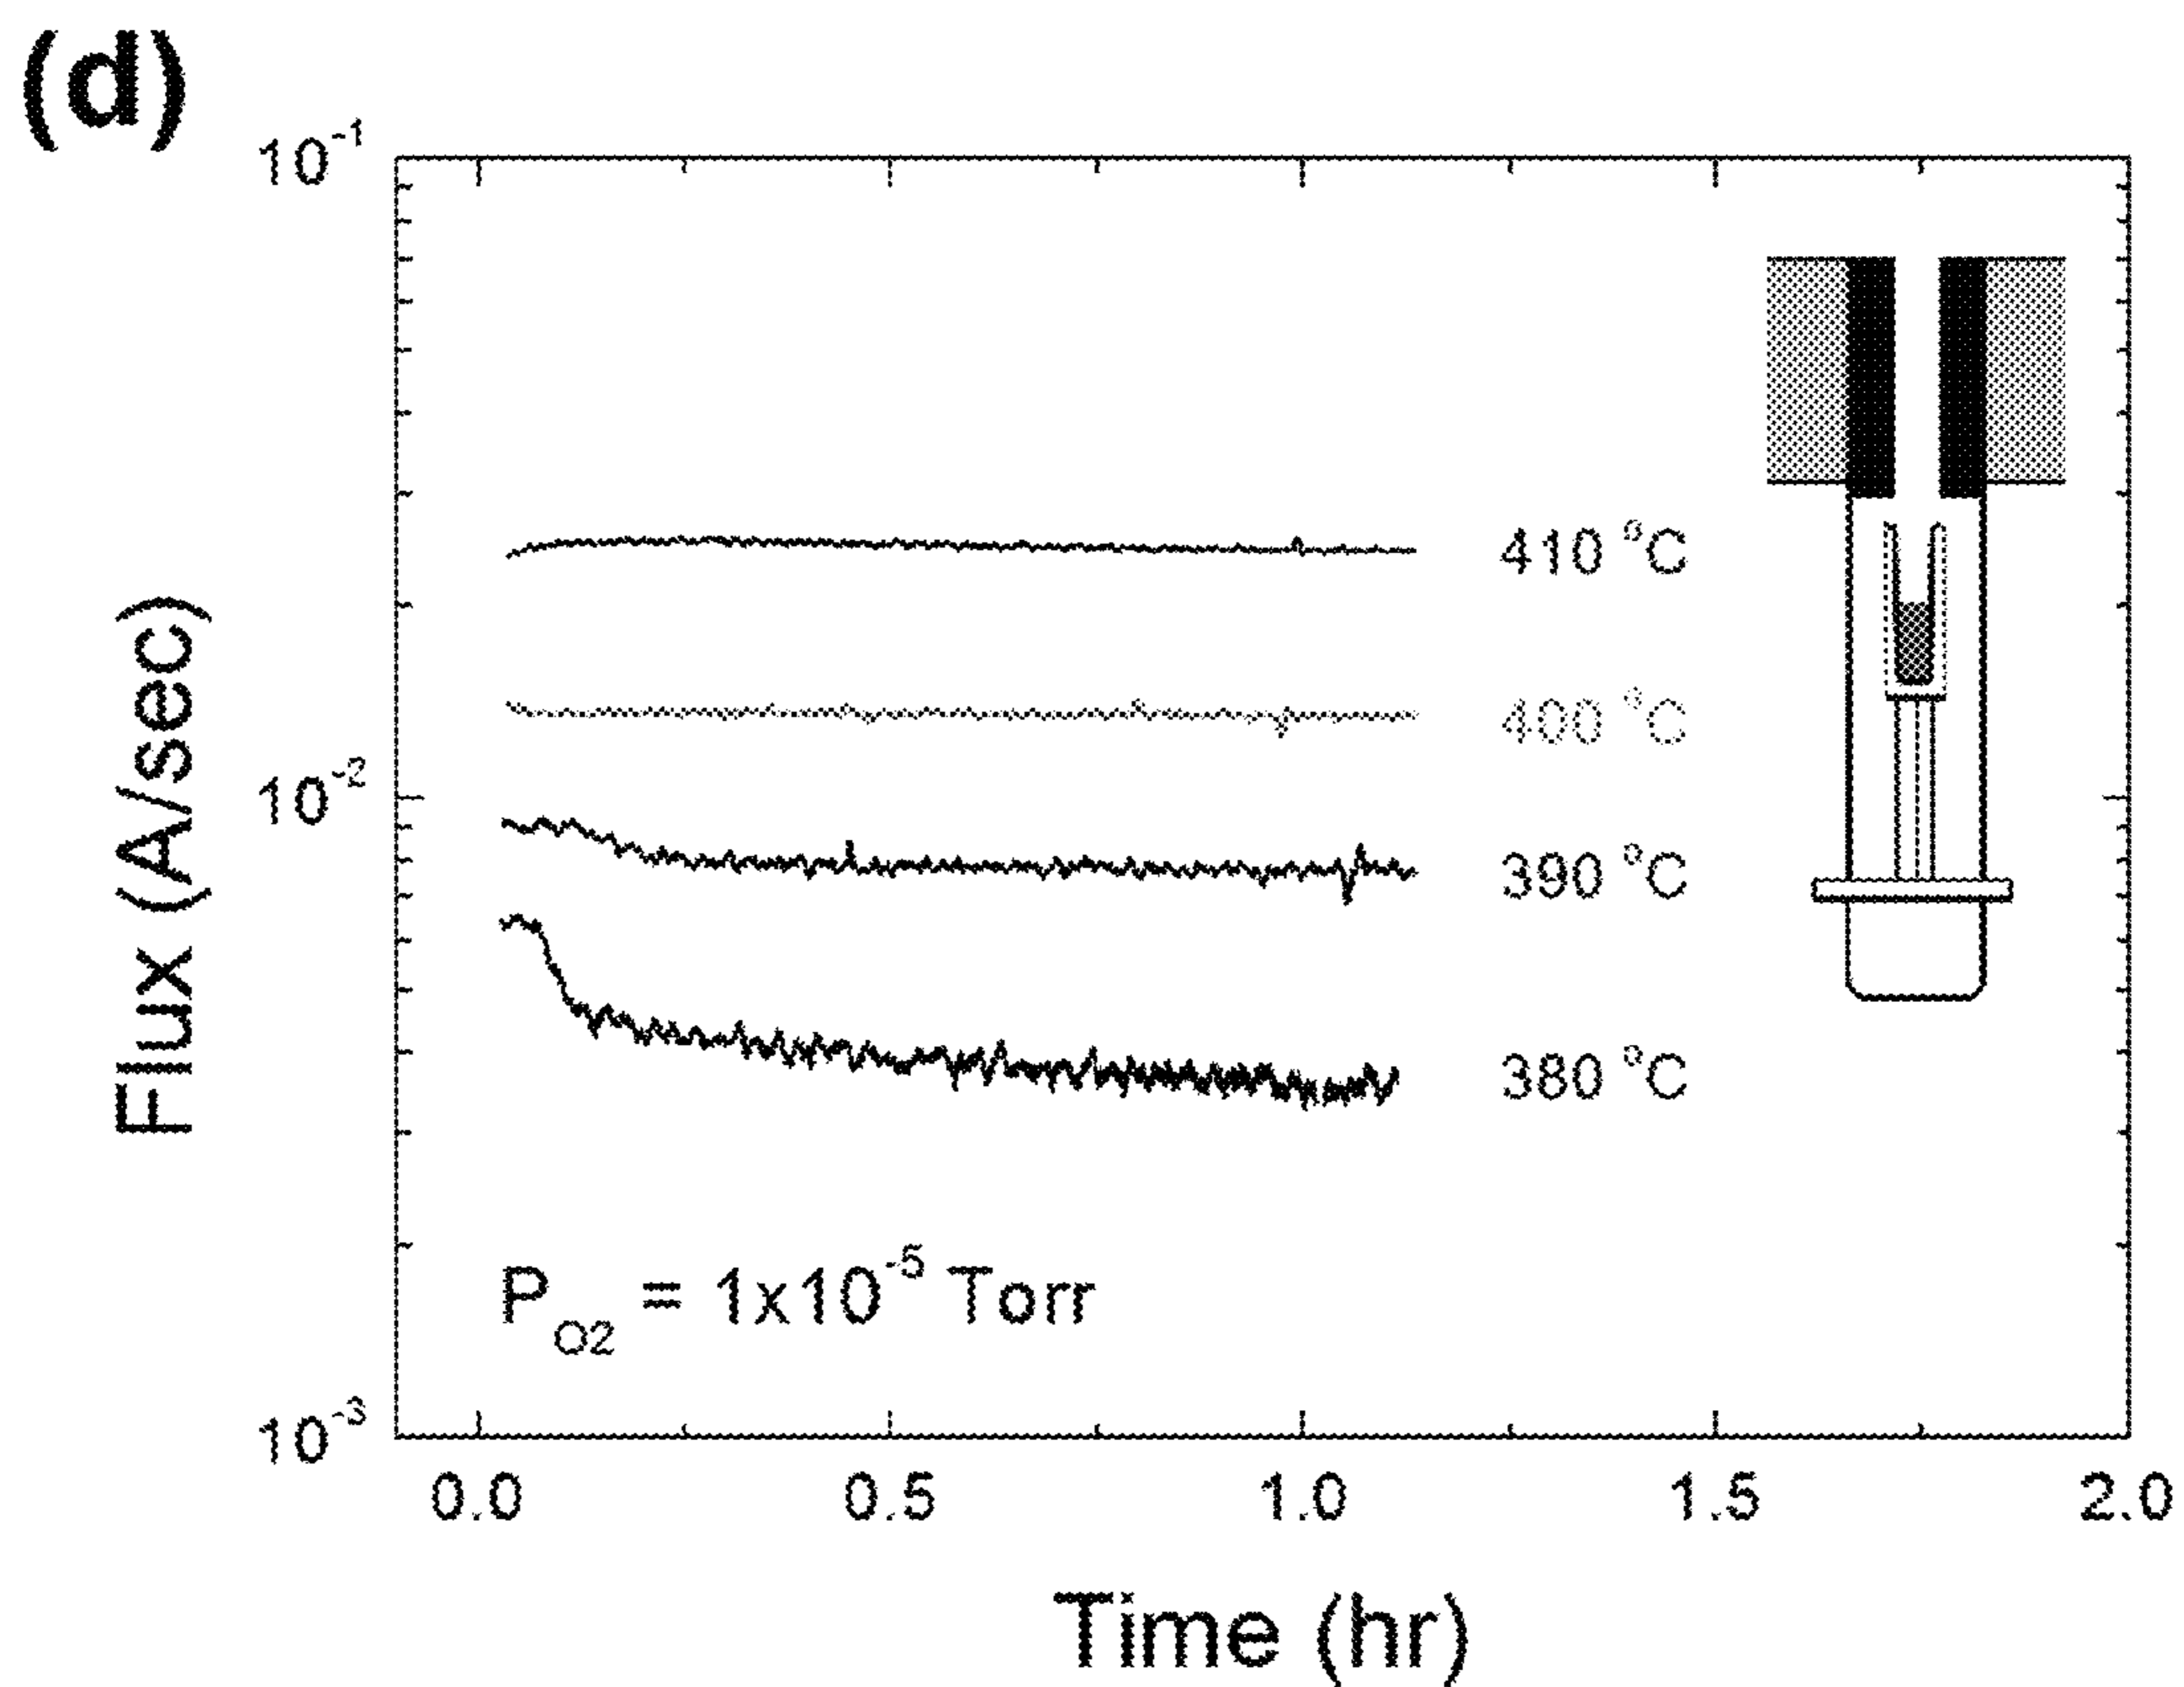 (d)
10⁻¹
10⁻²
10⁻³
Flux (A/sec)
410 °C
400 °C
390 °C
380 °C
P_O2 = 1x10⁻⁵ Torr
0.0 0.5 1.0 1.5 2.0
Time (hr)